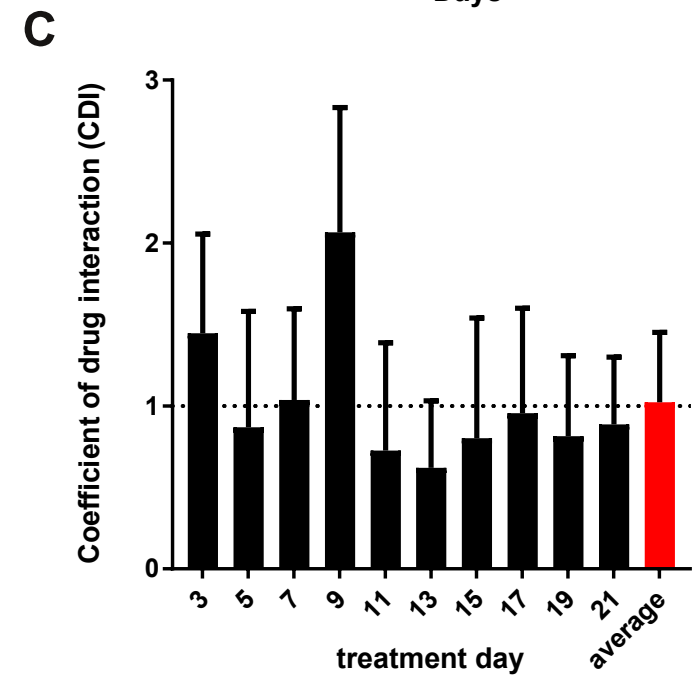 Days
C
Coefficient of drug interaction (CDI)
3
2
1
0
3
5
7
9
11
13
15
17
19
21
average
treatment day